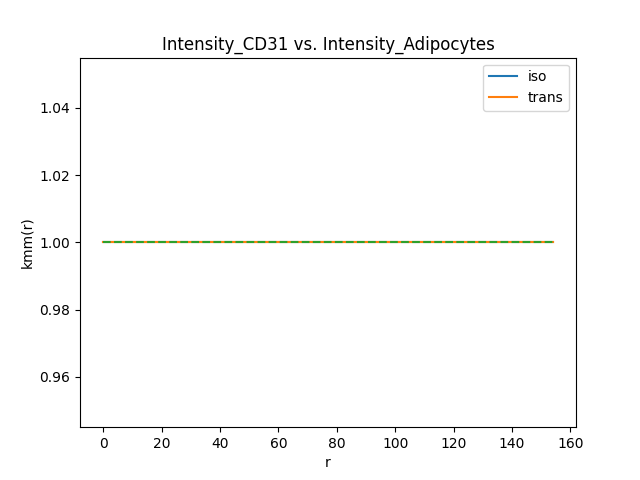 Intensity_CD31 vs. Intensity_Adipocytes
iso
trans
1.04
1.02
1.00
0.98
0.96
kmm(r)
0 20 40 60 80 100 120 140 160
r